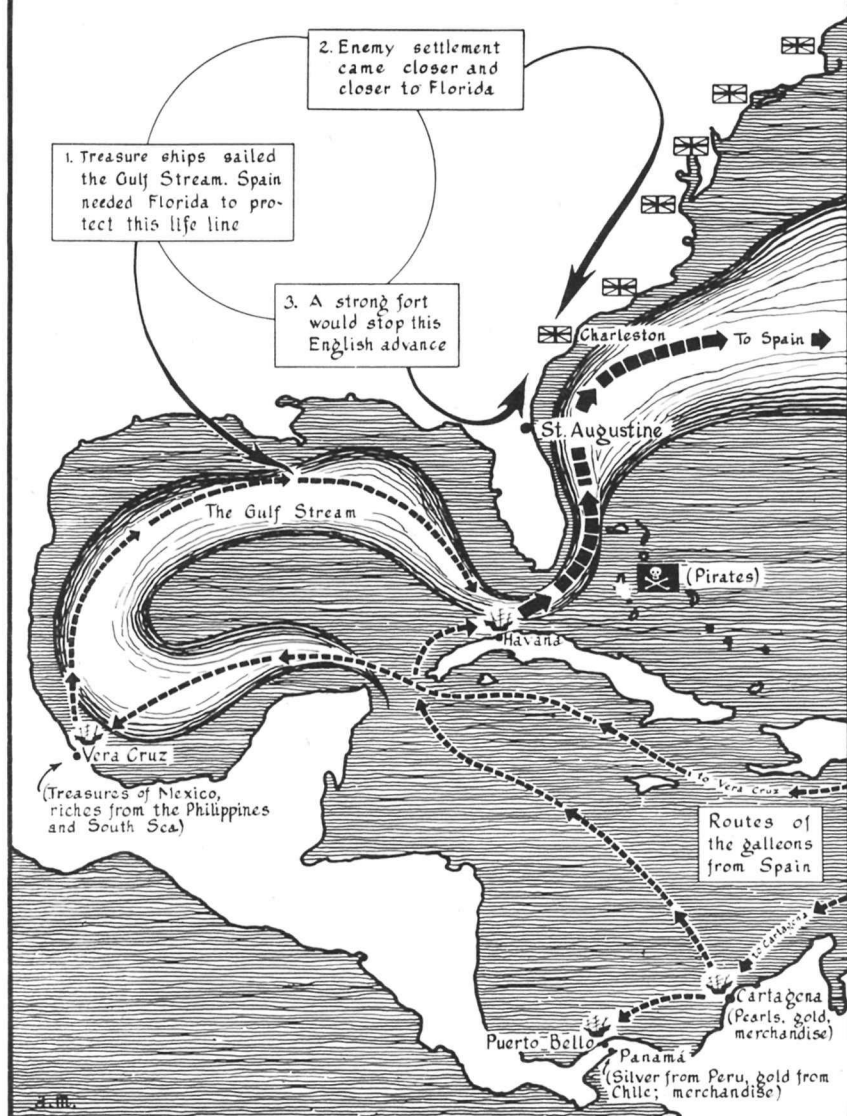 2. Enemy settlement
came closer and
closer to Florida
1. Treasure ships sailed
the Gulf Stream. Spain
needed Florida to pro-
tect this life line
3. A strong fort
would stop this
English advance
Charleston
To Spain
St. Augustine
The Gulf Stream
(Pirates)
Havana
Vera Cruz
(Treasures of Mexico,
riches from the Philippines
and South Sea)
to Vera Cruz
Routes of
the galleons
from Spain
to Cartagena
Cartagena
(Pearls, gold,
merchandise)
Puerto Bello
Panamá
(Silver from Peru, gold from
Chile; merchandise)
a.m.